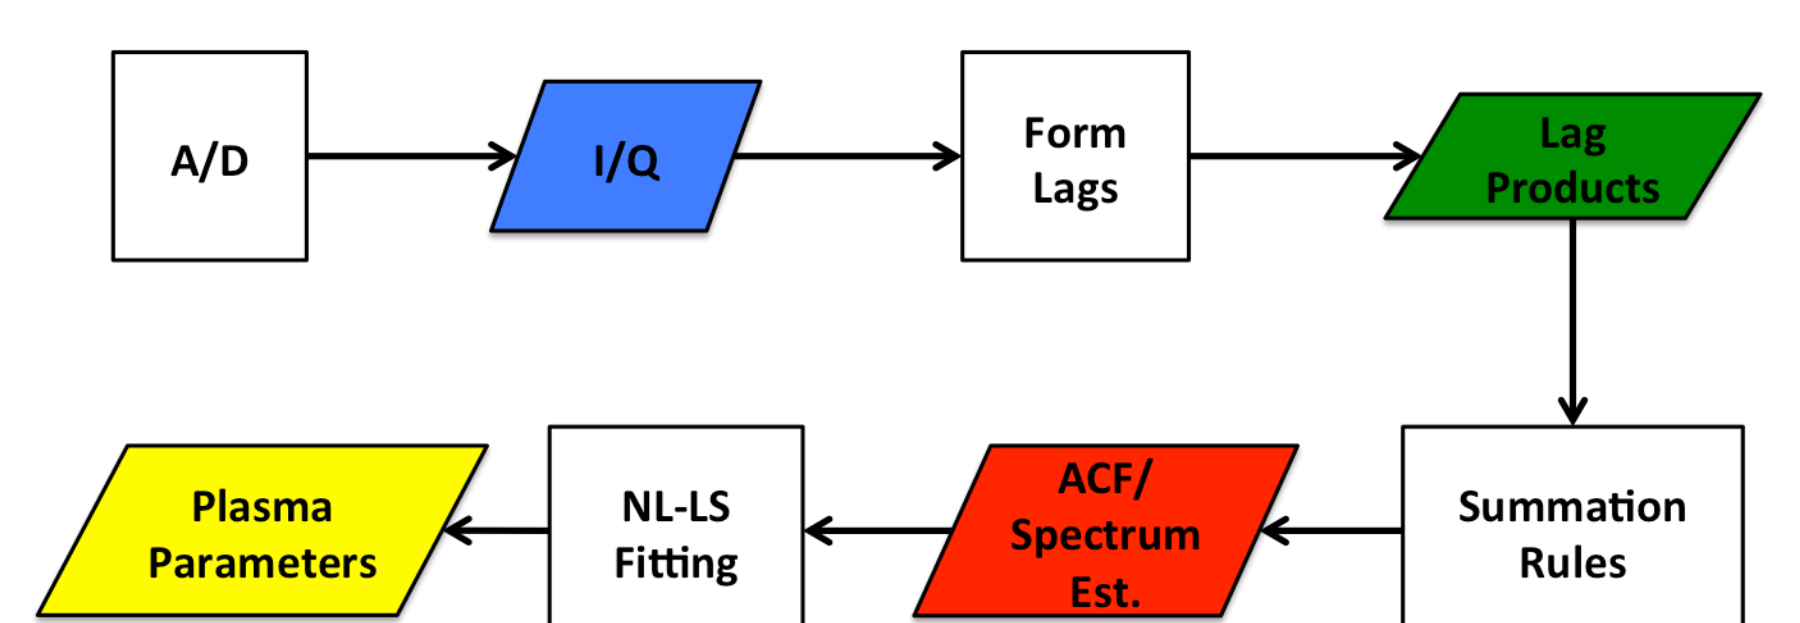 A/D
I/Q
Form
Lags
Lag
Products
Plasma
Parameters
NL-LS
Fitting
ACF/
Spectrum
Est.
Summation
Rules